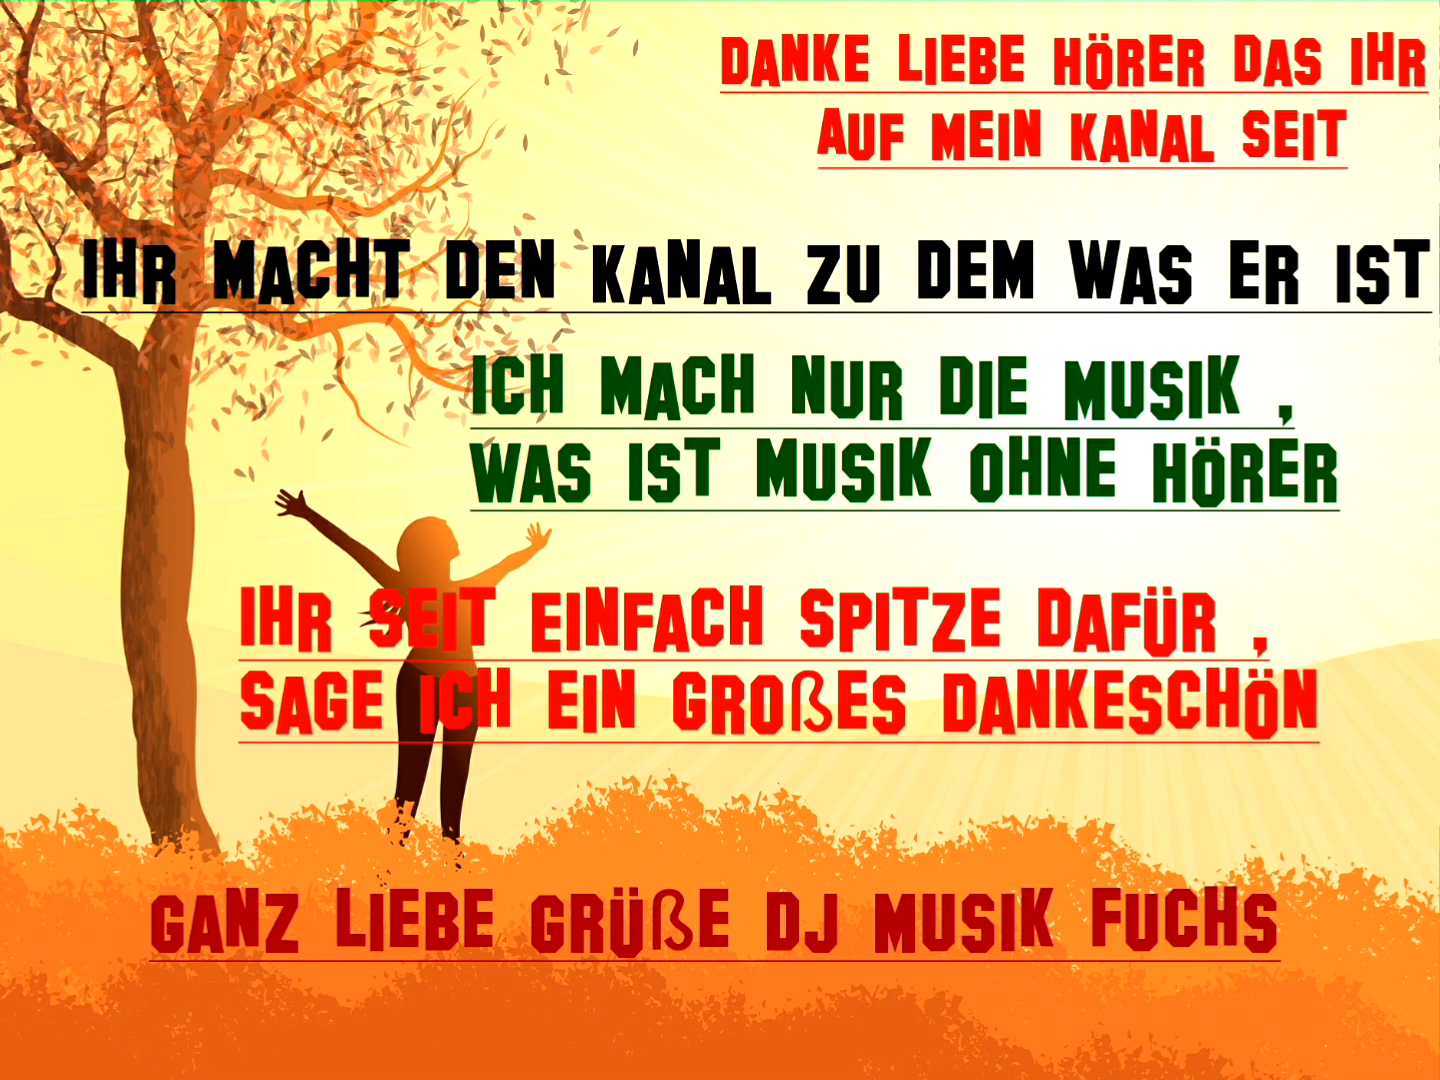 DANKE LIEBE HÖRER DAS IHR
AUF MEIN KANAL SEIT
IHR MACHT DEN KANAL ZU DEM WAS ER IST
ICH MACH NUR DIE MUSIK ,
WAS IST MUSIK OHNE HÖRER
IHR SEIT EINFACH SPITZE DAFÜR ,
SAGE ICH EIN GROßES DANKESCHÖN
GANZ LIEBE GRÜßE DJ MUSIK FUCHS